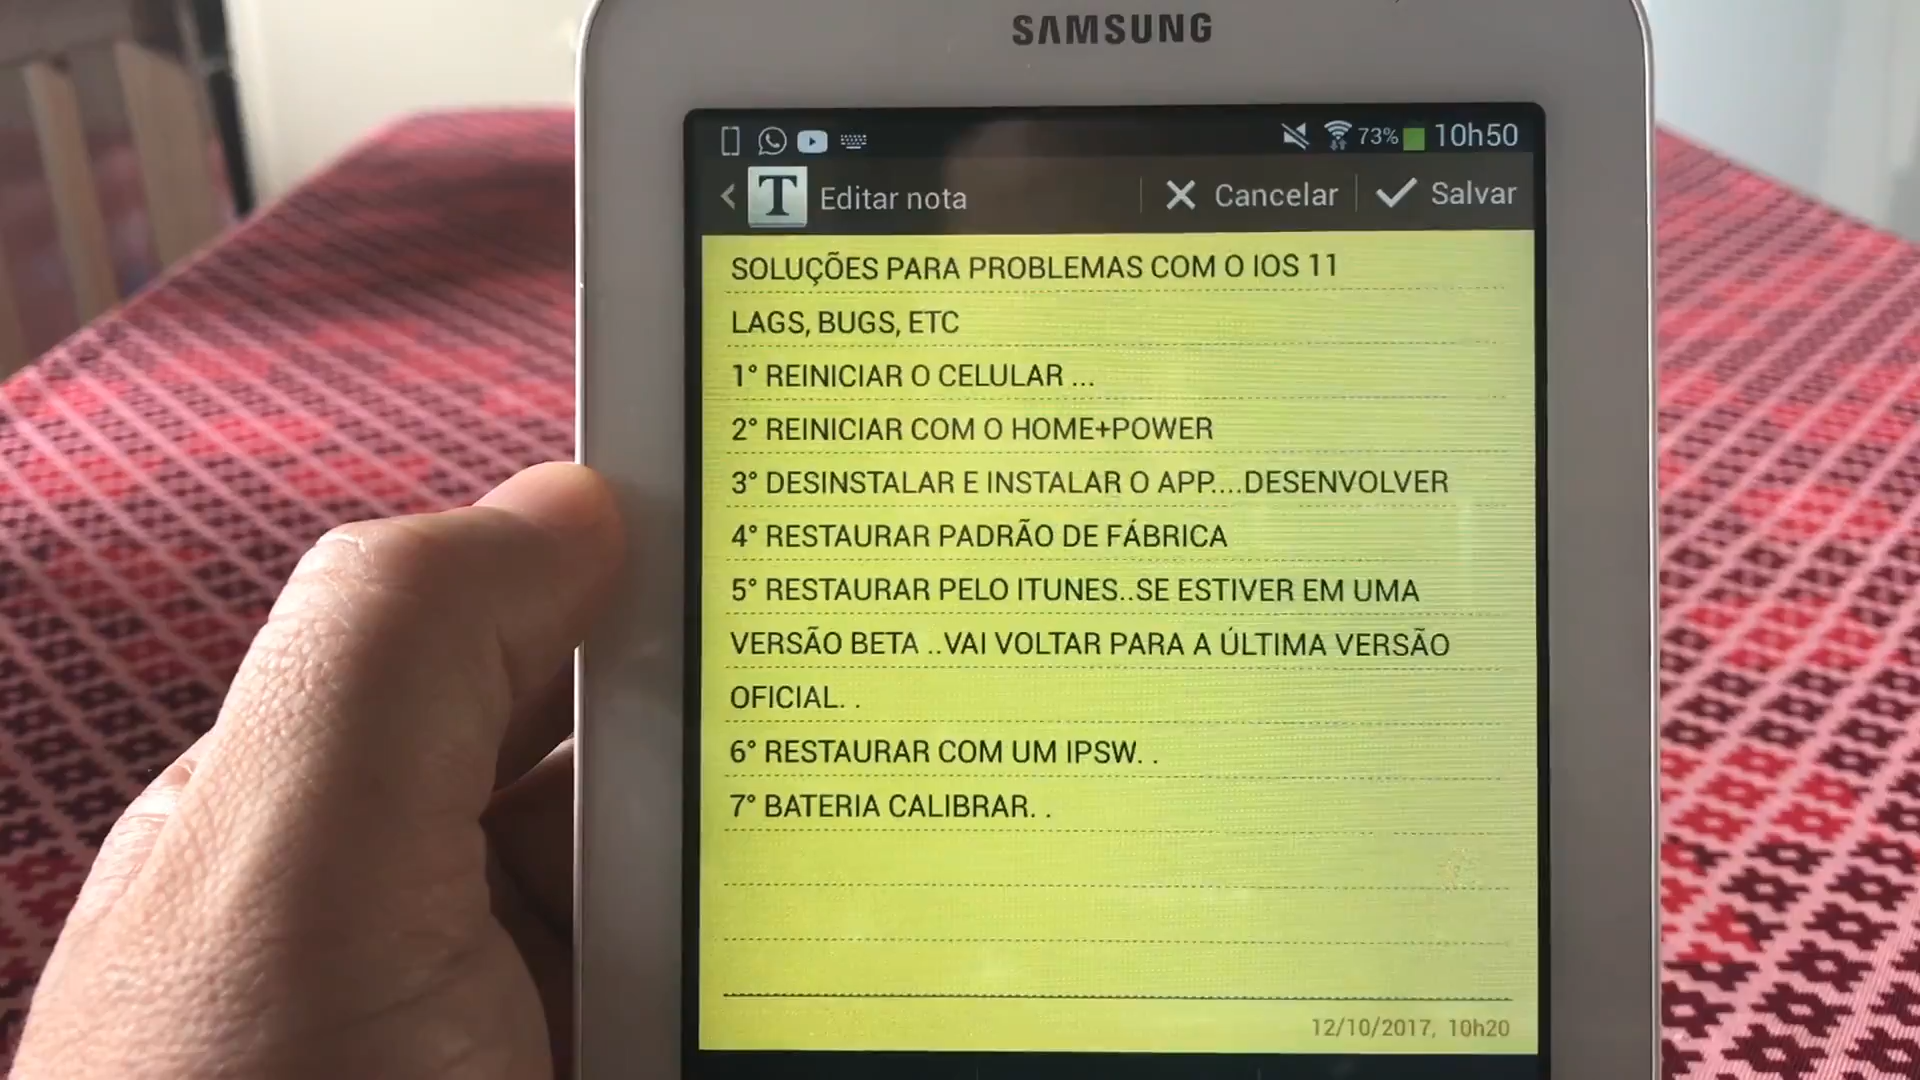 SAMSUNG
73% 10h50
T Editar nota Cancelar Salvar
SOLUÇÕES PARA PROBLEMAS COM O IOS 11
LAGS, BUGS, ETC
1° REINICIAR O CELULAR ...
2° REINICIAR COM O HOME+POWER
3° DESINSTALAR E INSTALAR O APP....DESENVOLVER
4° RESTAURAR PADRÃO DE FÁBRICA
5° RESTAURAR PELO ITUNES..SE ESTIVER EM UMA
VERSÃO BETA ..VAI VOLTAR PARA A ÚLTIMA VERSÃO
OFICIAL. .
6° RESTAURAR COM UM IPSW. .
7° BATERIA CALIBRAR. .
12/10/2017, 10h20